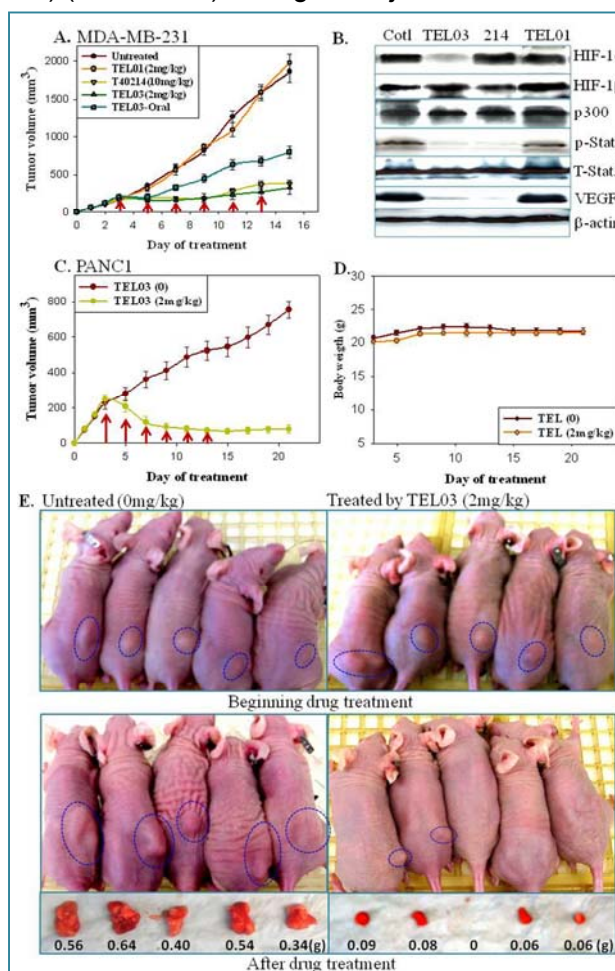 A. MDA-MB-231
Untreated
TEL01 (2mg/kg)
T40214(10mg/kg)
TEL03(2mg/kg)
TEL03-Oral
Tumor volume (mm³)
2000
1500
1000
500
0
0 2 4 6 8 10 12 14 16
Day of treatment
B.
Cotl TEL03 214 TEL01
HIF-1
HIF-1
p300
p-Stat
T-Stat
VEGF
β-actin
C. PANC1
TEL03 (0)
TEL03 (2mg/kg)
Tumor volume (mm³)
800
600
400
200
0
0 5 10 15 20
Day of treatment
D.
Body weigth (g)
30
25
20
15
10
5
0
5 10 15 20
TEL (0)
TEL (2mg/kg)
Day of treatment
E. Untreated (0mg/kg) Treated by TEL03 (2mg/kg)
Beginning drug treatment
0.56 0.64 0.40 0.54 0.34(g) 0.09 0.08 0 0.06 0.06 (g)
After drug treatment